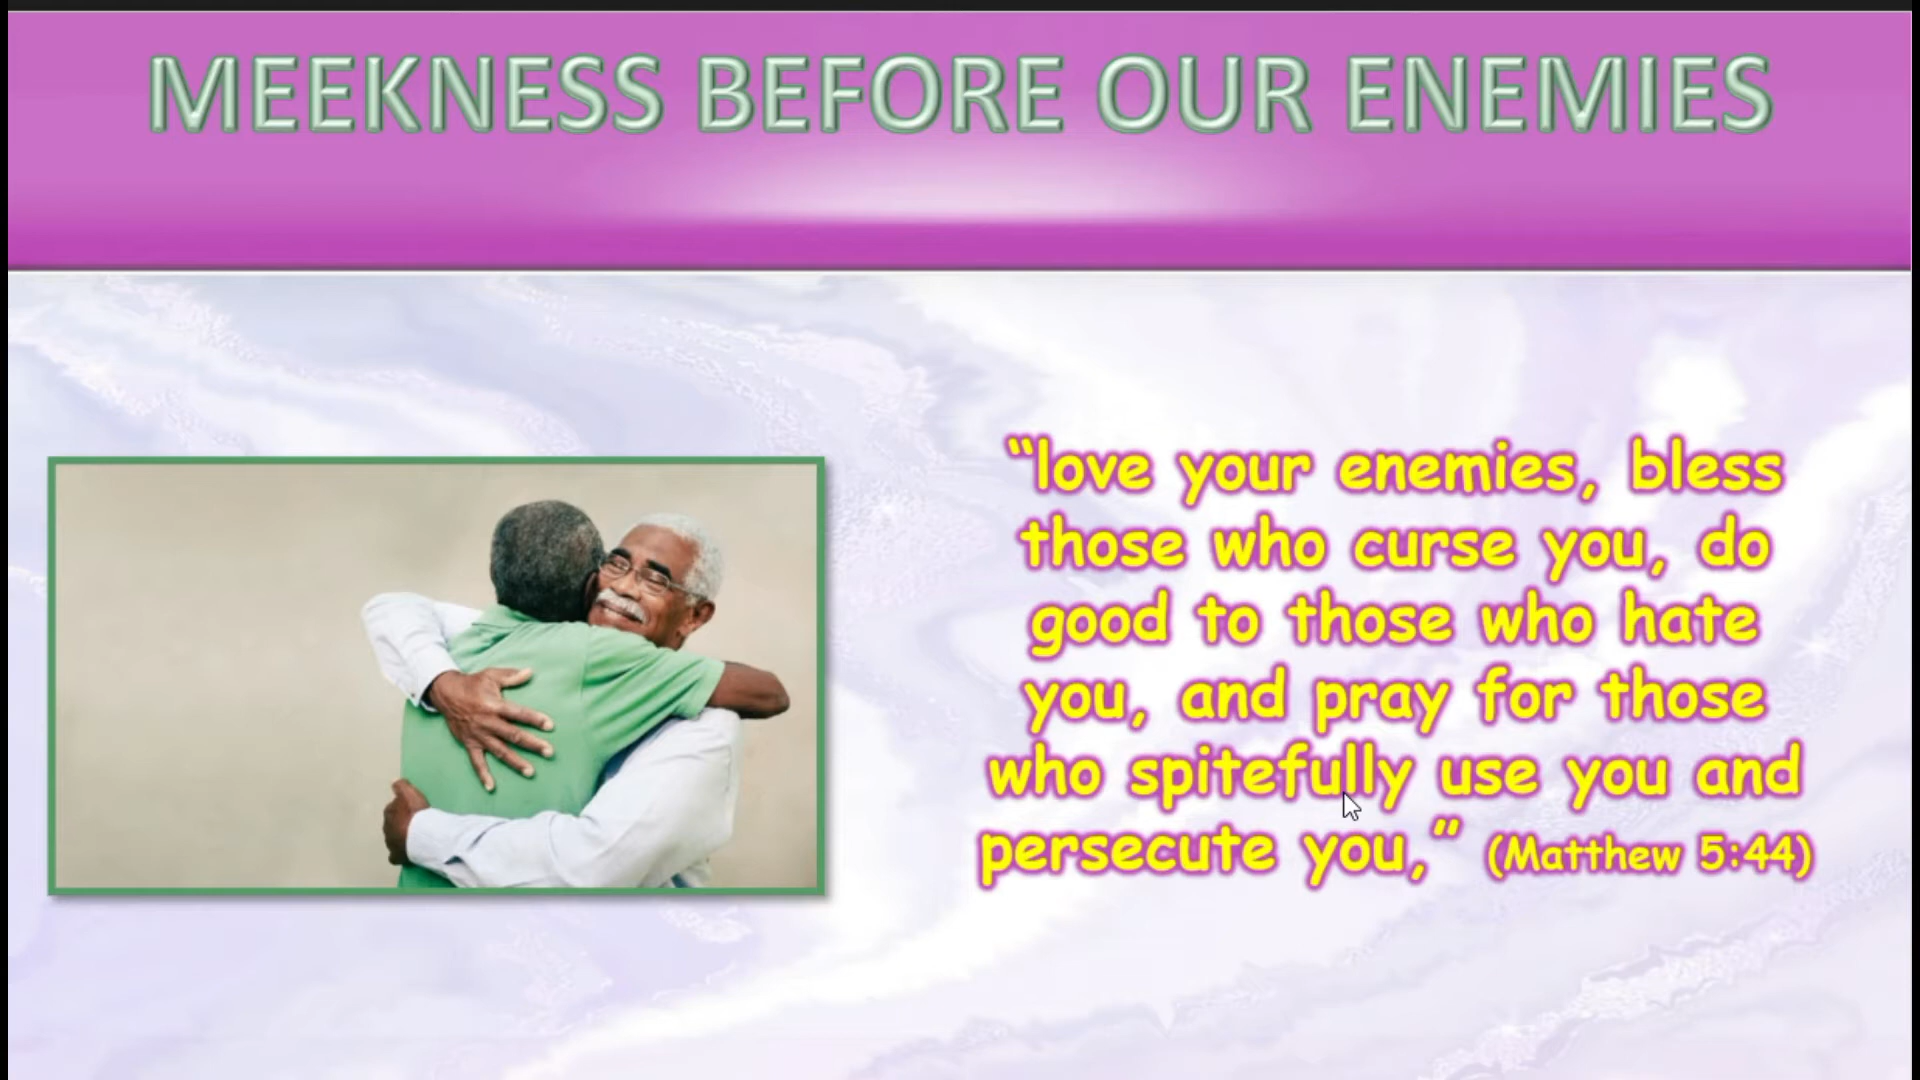 MEEKNESS BEFORE OUR ENEMIES
“love your enemies, bless
those who curse you, do
good to those who hate
you, and pray for those
who spitefully use you and
persecute you,” (Matthew 5:44)